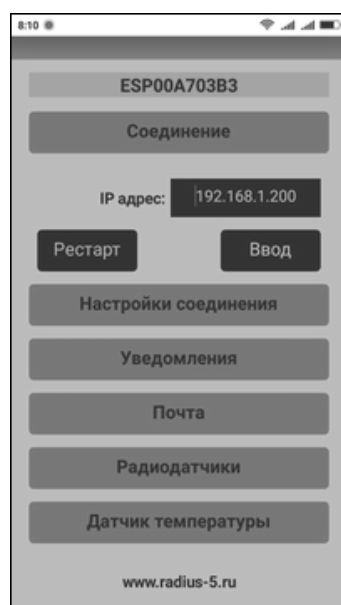 8:10
ESP00A703B3
Соединение
IP адрес: 192.168.1.200
Рестарт Ввод
Настройки соединения
Уведомления
Почта
Радиодатчики
Датчик температуры
www.radius-5.ru